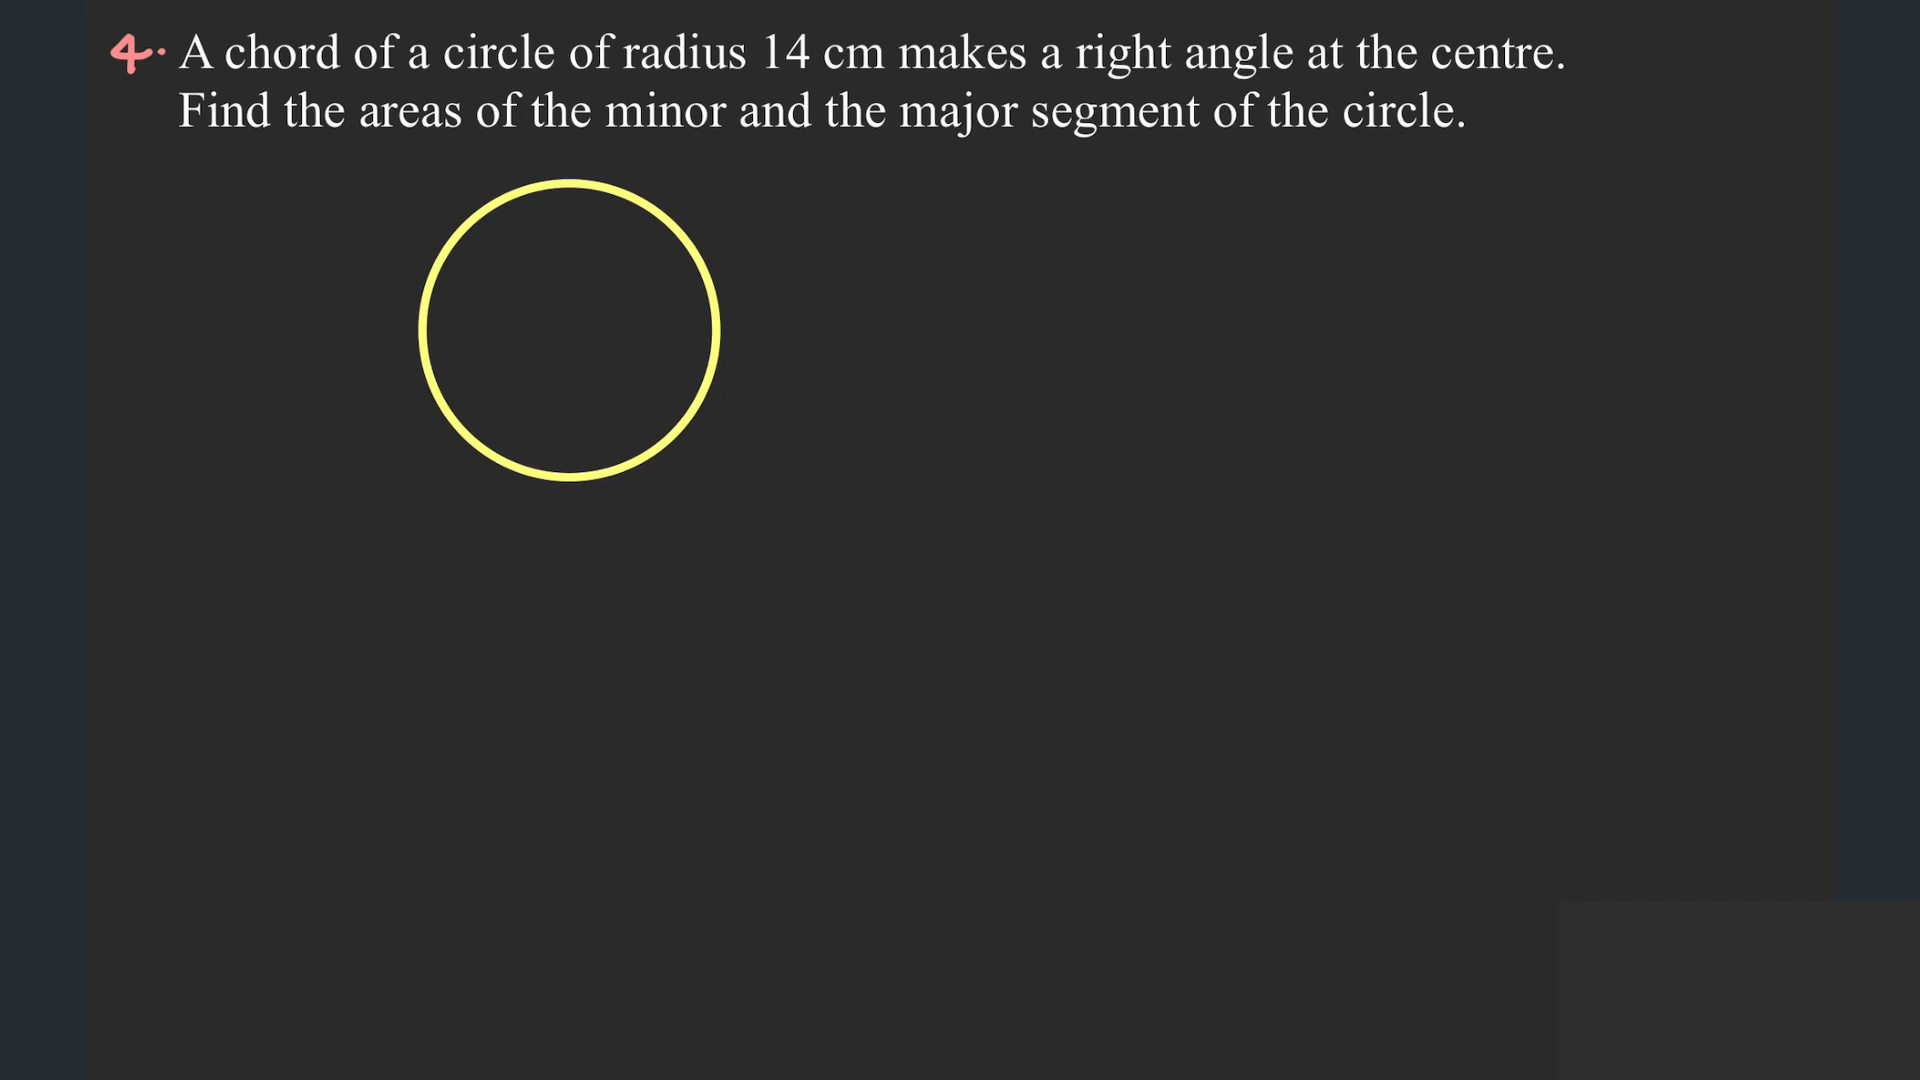 4. A chord of a circle of radius 14 cm makes a right angle at the centre.
Find the areas of the minor and the major segment of the circle.